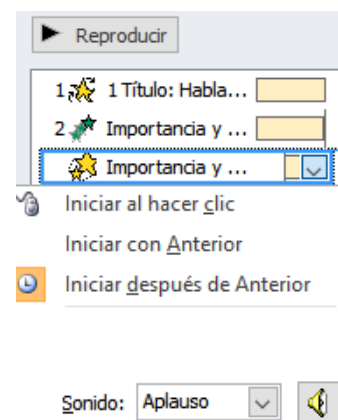 Reproducir
1 1 Título: Habla...
2 Importancia y ...
Importancia y ...
Iniciar al hacer clic
Iniciar con Anterior
Iniciar después de Anterior
Sonido: Aplauso